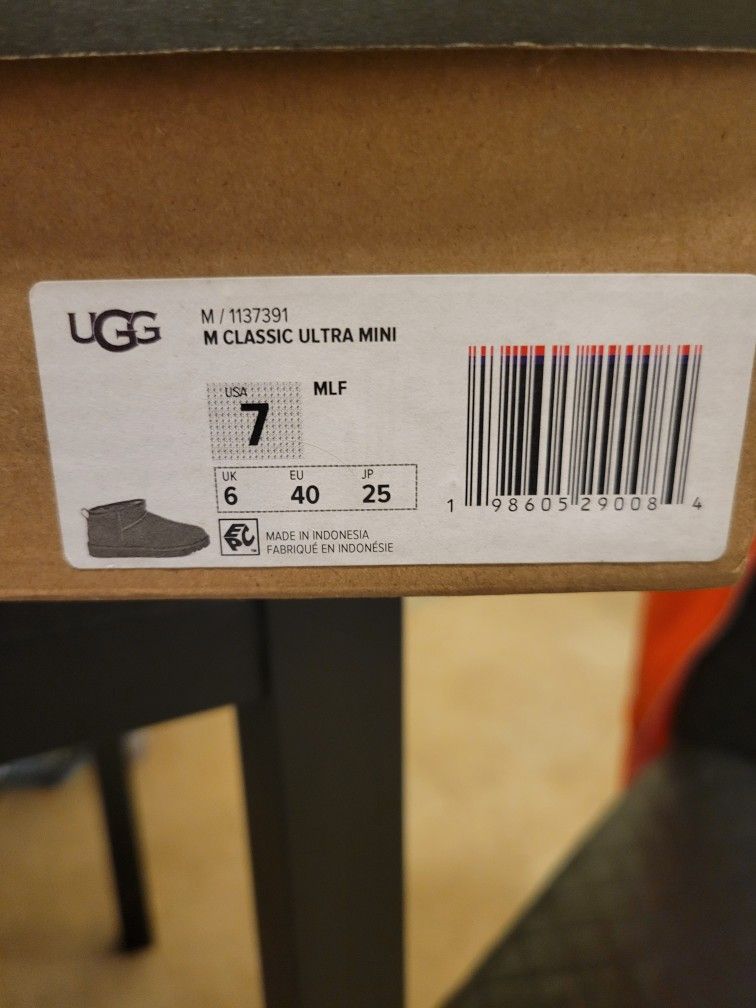 UGG
M / 1137391
M CLASSIC ULTRA MINI
USA
7
MLF
UK EU JP
6 40 25
EPC
MADE IN INDONESIA
FABRIQUÉ EN INDONÉSIE
1 98605 29008 4